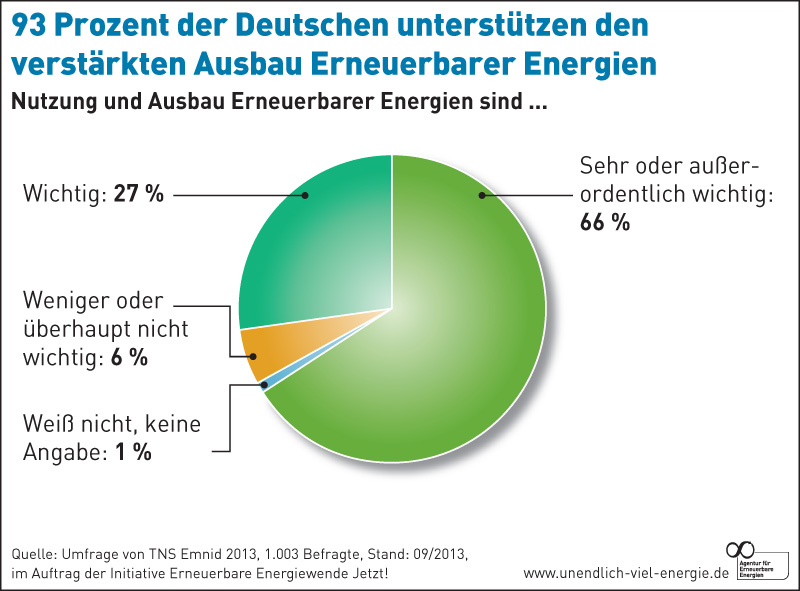 93 Prozent der Deutschen unterstützen den
verstärkten Ausbau Erneuerbarer Energien
Nutzung und Ausbau Erneuerbarer Energien sind ...
Wichtig: 27 %
Sehr oder außer-
ordentlich wichtig:
66 %
Weniger oder
überhaupt nicht
wichtig: 6 %
Weiß nicht, keine
Angabe: 1 %
Quelle: Umfrage von TNS Emnid 2013, 1.003 Befragte, Stand: 09/2013,
im Auftrag der Initiative Erneuerbare Energiewende Jetzt!
www.unendlich-viel-energie.de
Agentur für
Erneuerbare
Energien